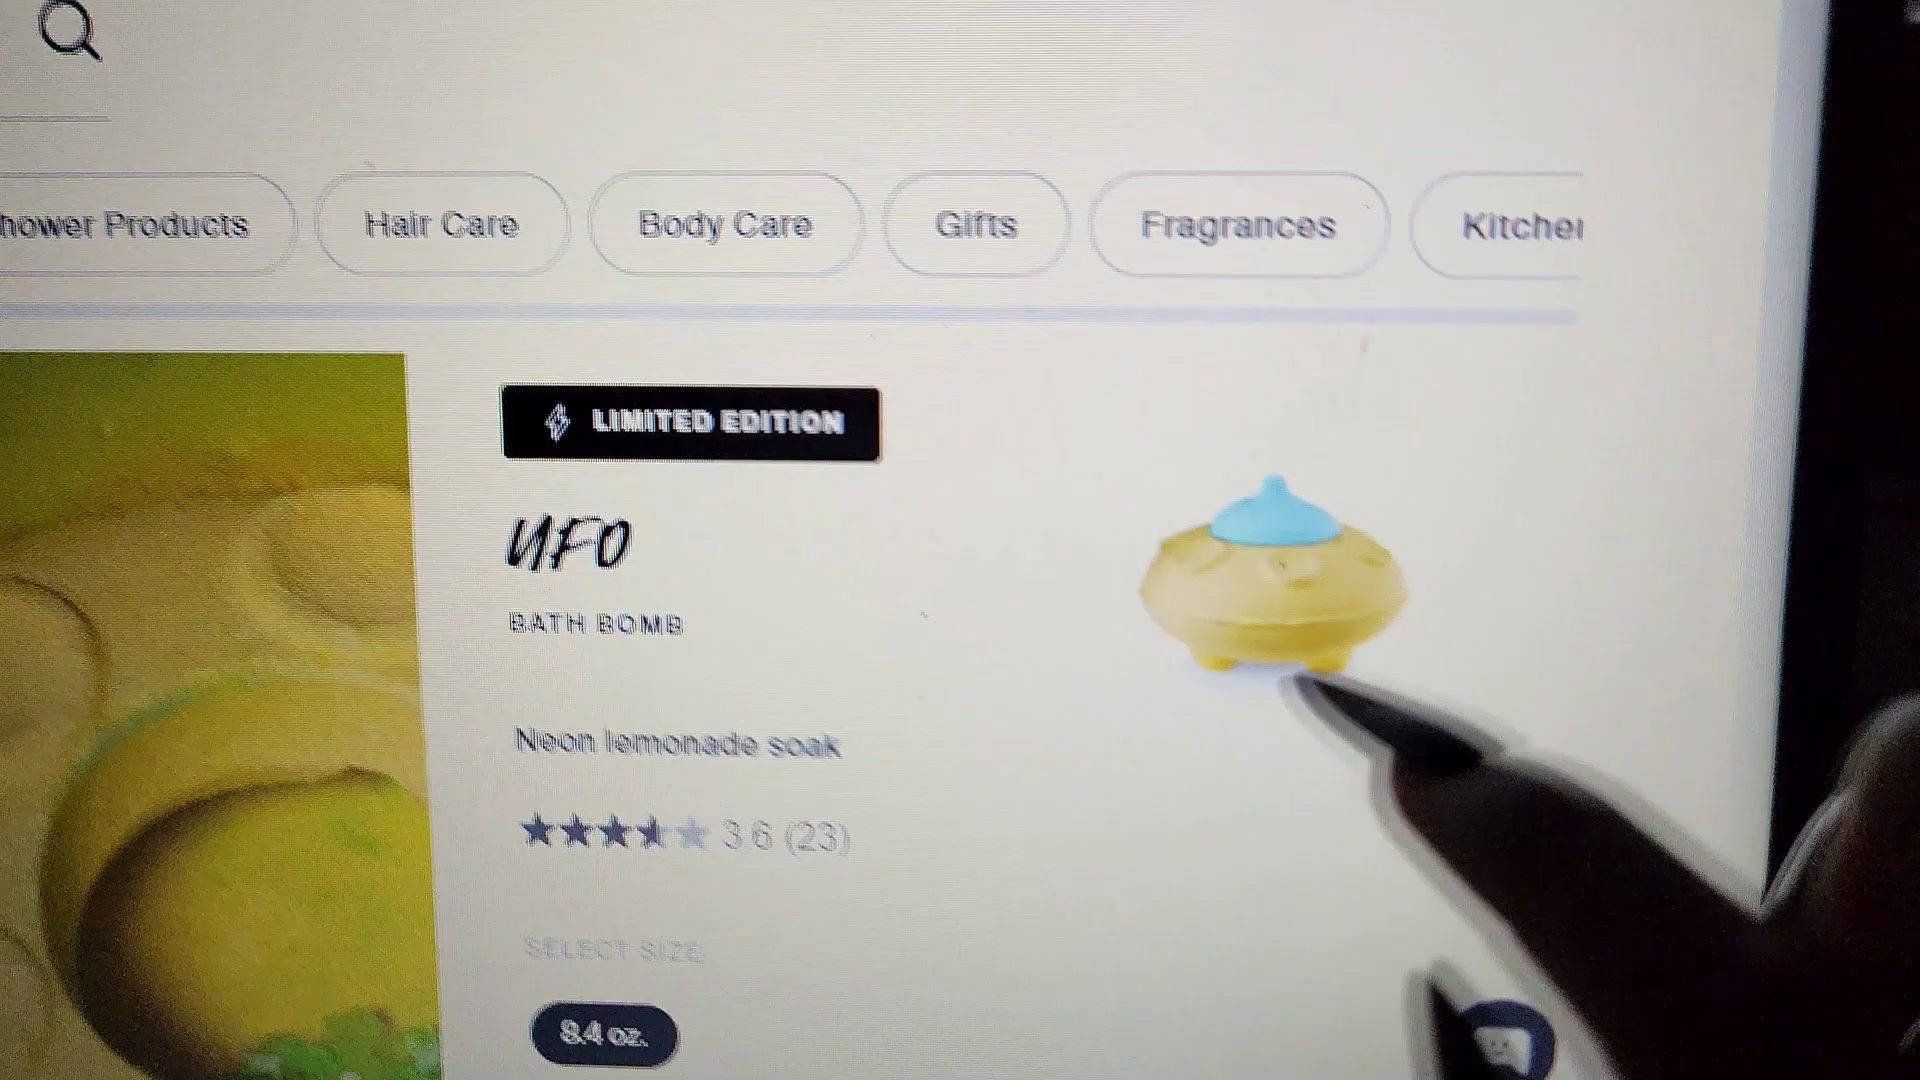 hower Products
Hair Care
Body Care
Gifts
Fragrances
Kitchen
LIMITED EDITION
UFO
BATH BOMB
Neon lemonade soak
3.6 (23)
SELECT SIZE
8.4 oz.